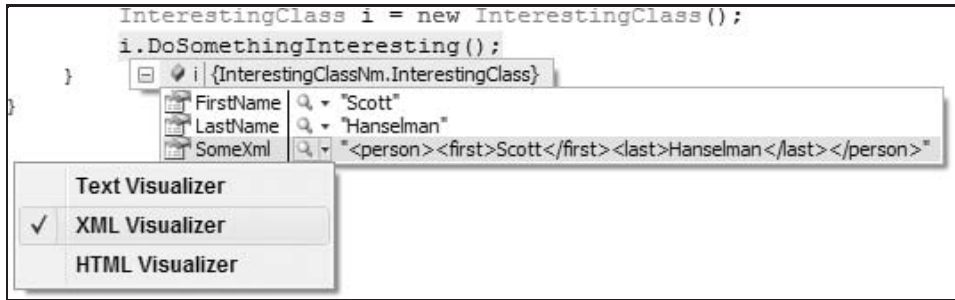 InterestingClass i = new InterestingClass();
i.DoSomethingInteresting();
} i {InterestingClassNm.InterestingClass}
} FirstName "Scott"
LastName "Hanselman"
SomeXml "<person><first>Scott</first><last>Hanselman</last></person>"
Text Visualizer
XML Visualizer
HTML Visualizer